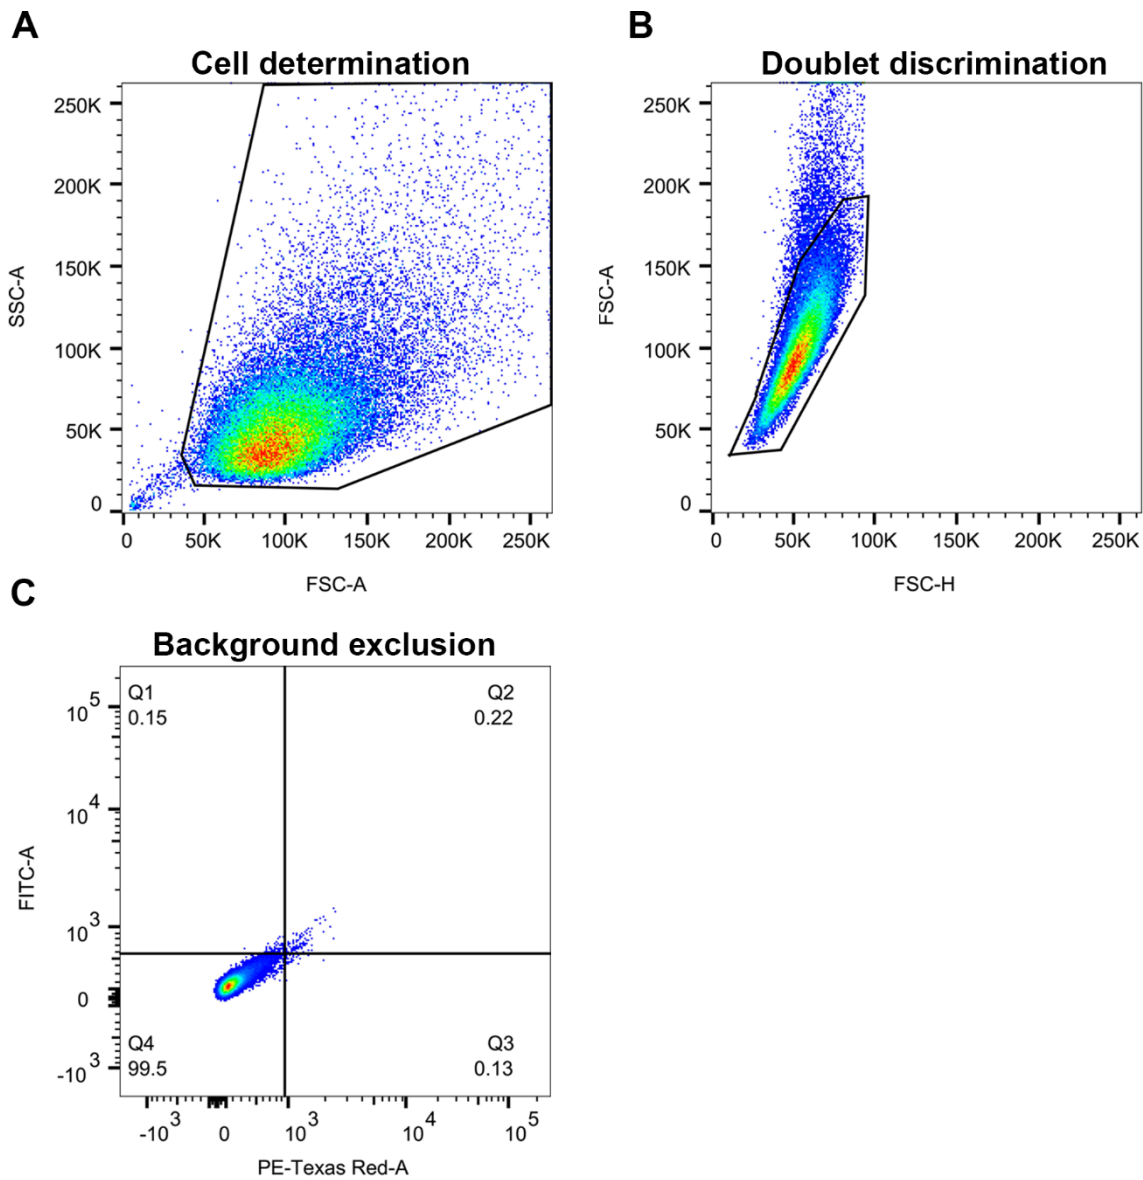 A
Cell determination
250K
200K
150K
100K
50K
0
SSC-A
0 50K 100K 150K 200K 250K
FSC-A
B
Doublet discrimination
250K
200K
150K
100K
50K
0
FSC-A
0 50K 100K 150K 200K 250K
FSC-H
C
Background exclusion
Q1
0.15
Q2
0.22
10^5
10^4
10^3
0
-10^3
FITC-A
Q4
99.5
Q3
0.13
-10^3 0 10^3 10^4 10^5
PE-Texas Red-A